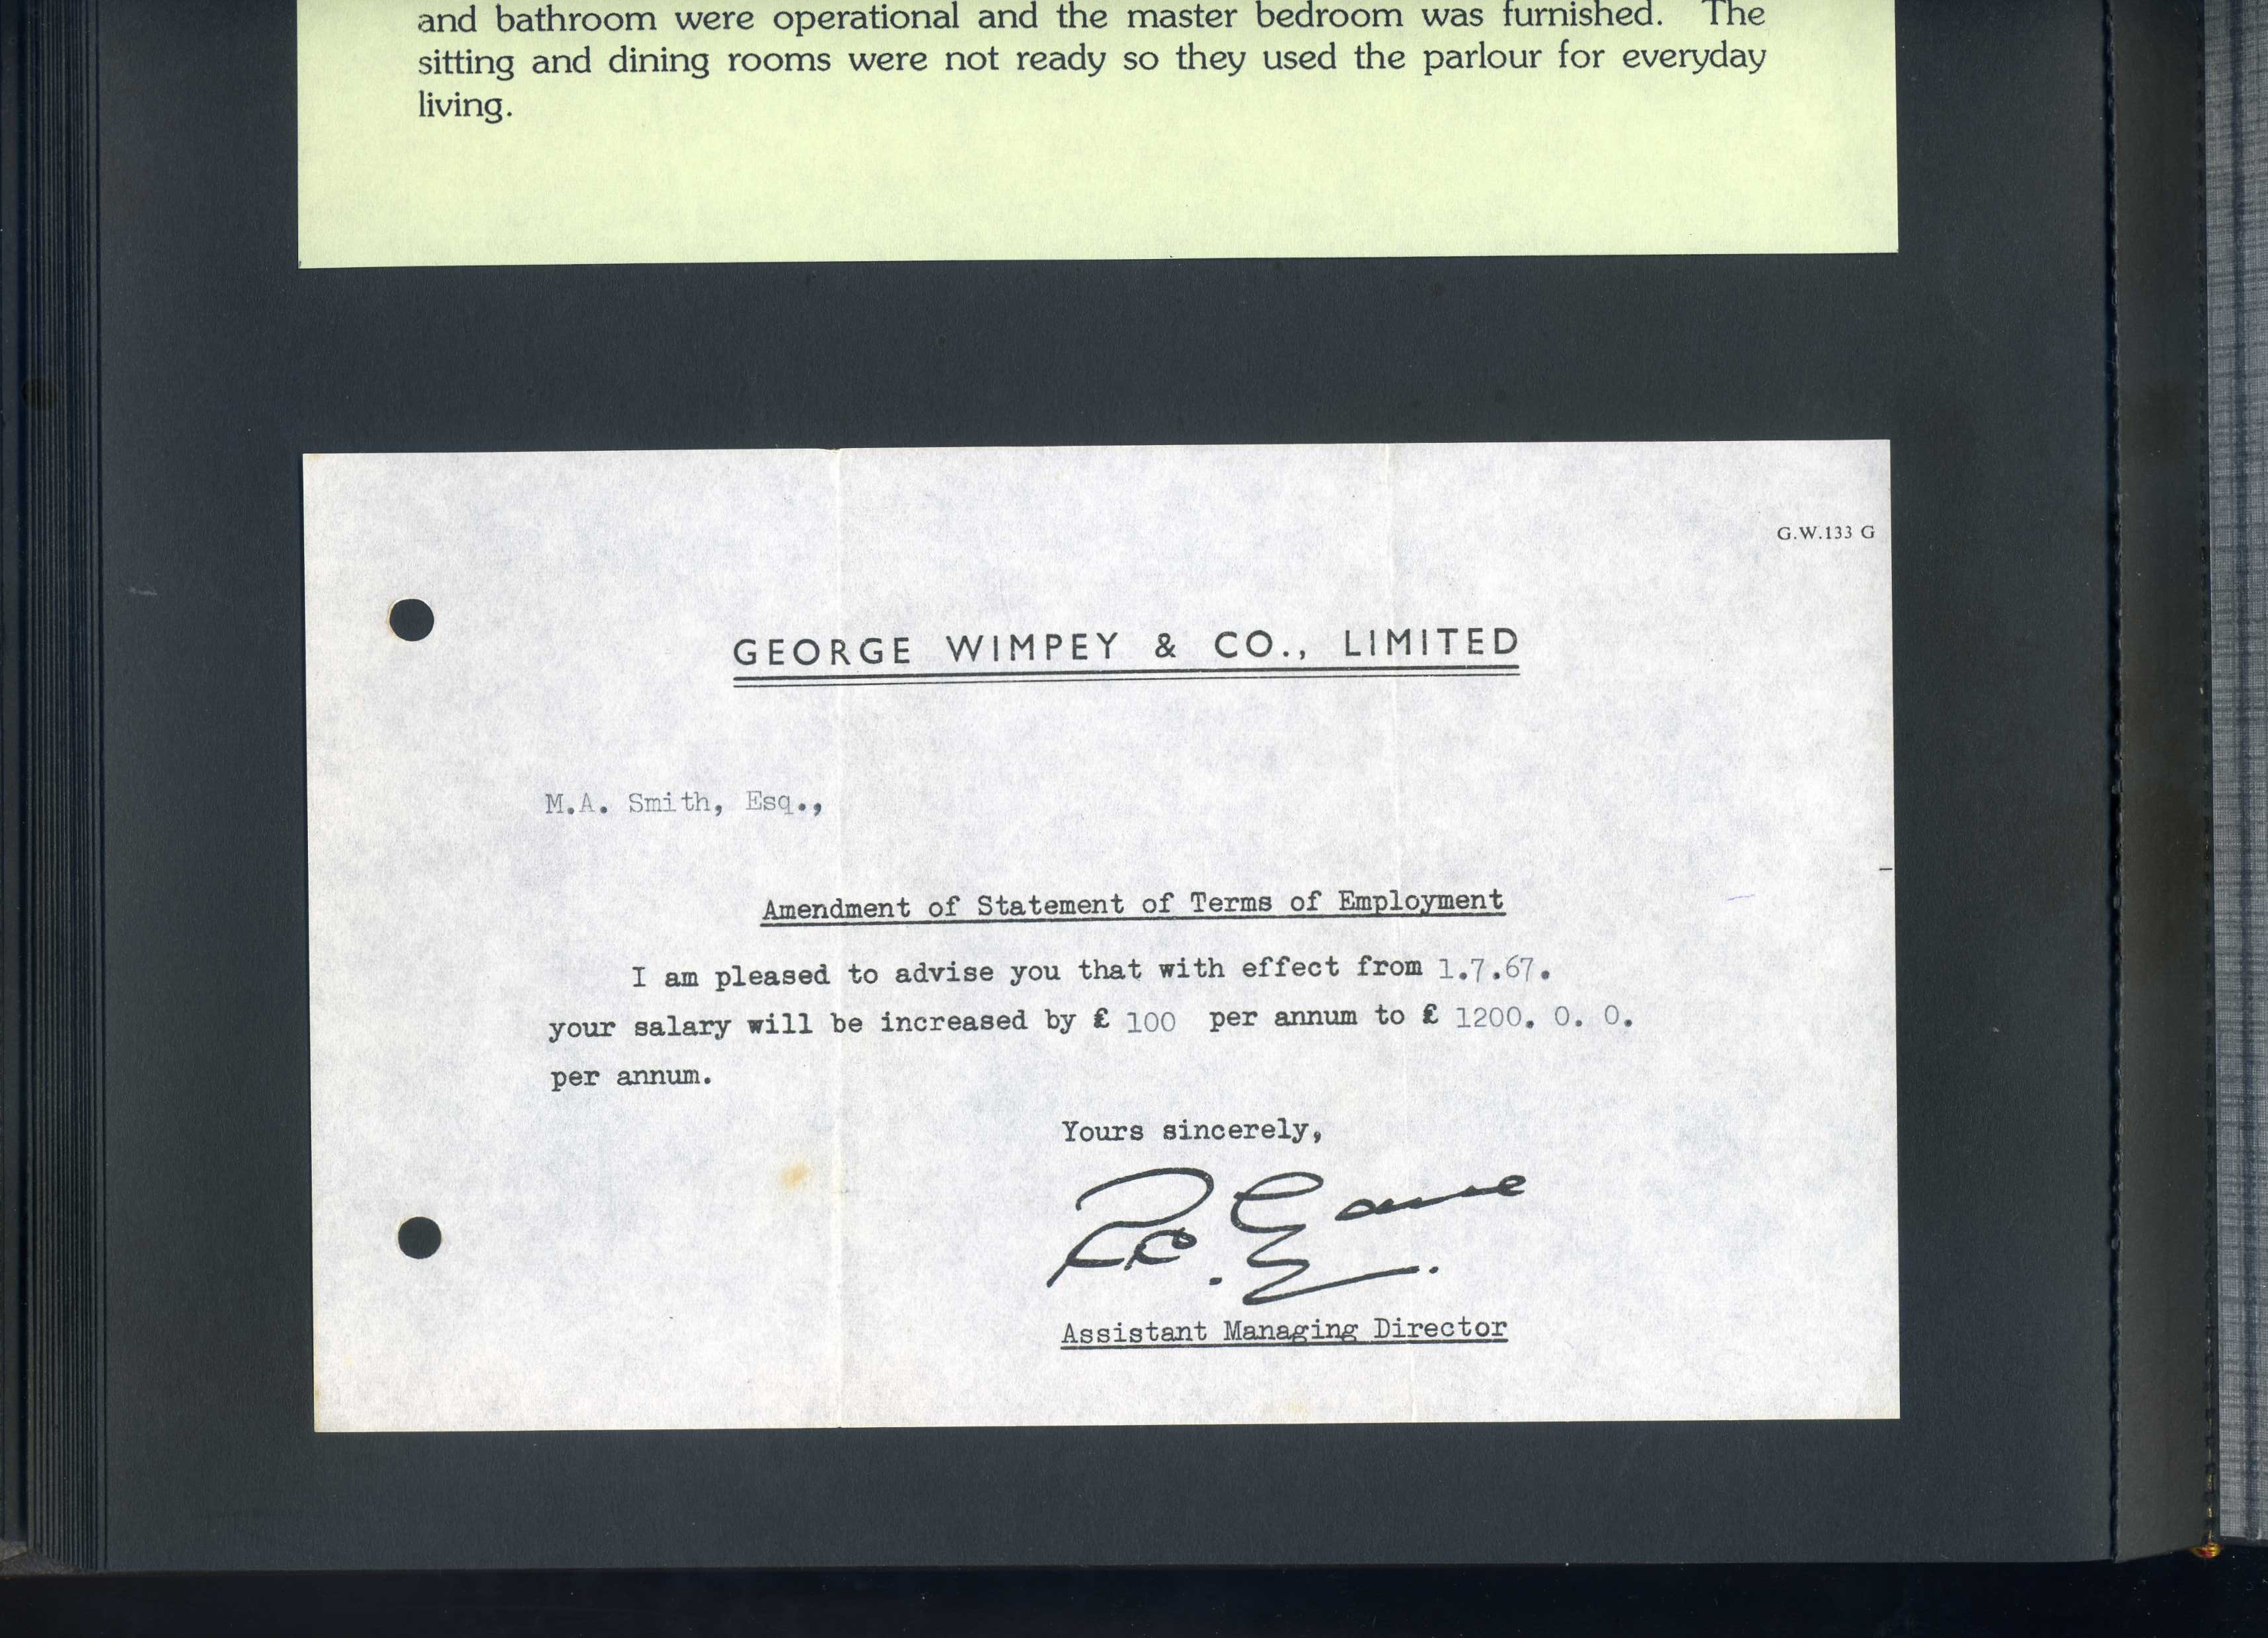 and bathroom were operational and the master bedroom was furnished. The
sitting and dining rooms were not ready so they used the parlour for everyday
living.
G.W.133 G
GEORGE WIMPEY & CO., LIMITED
M.A. Smith, Esq.,
Amendment of Statement of Terms of Employment
I am pleased to advise you that with effect from 1.7.67.
your salary will be increased by £ 100 per annum to £ 1200. 0. 0.
per annum.
Yours sincerely,
Assistant Managing Director